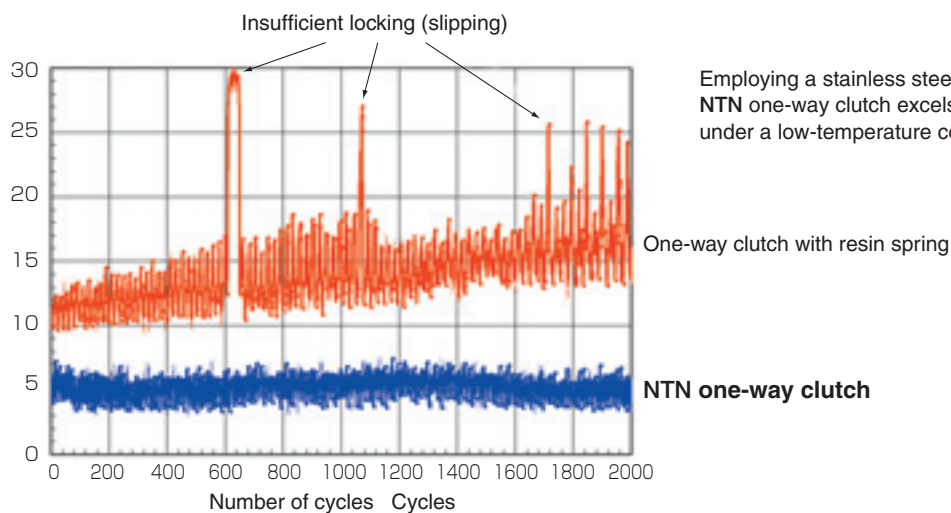 Insufficient locking (slipping)
Employing a stainless
NTN one-way clutch excels
under a low-temperature
30
25
20
15
10
5
0
One-way clutch with resin spring
NTN one-way clutch
0 200 400 600 800 1000 1200 1400 1600 1800 2000
Number of cycles Cycles